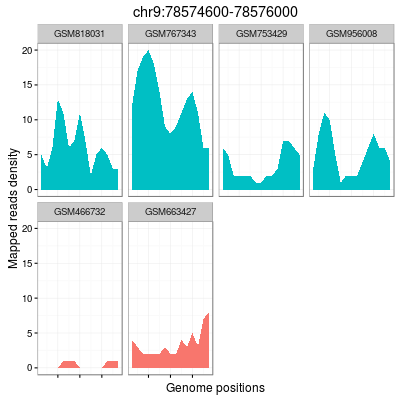 chr9:78574600-78576000
GSM818031 GSM767343 GSM753429 GSM956008
20
15
10
5
0
GSM466732 GSM663427
20
15
10
5
0
Mapped reads density
Genome positions